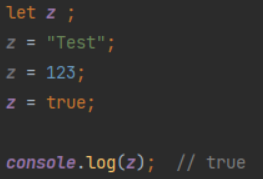 let z ;
z = "Test";
z = 123;
z = true;
console.log(z);  // true